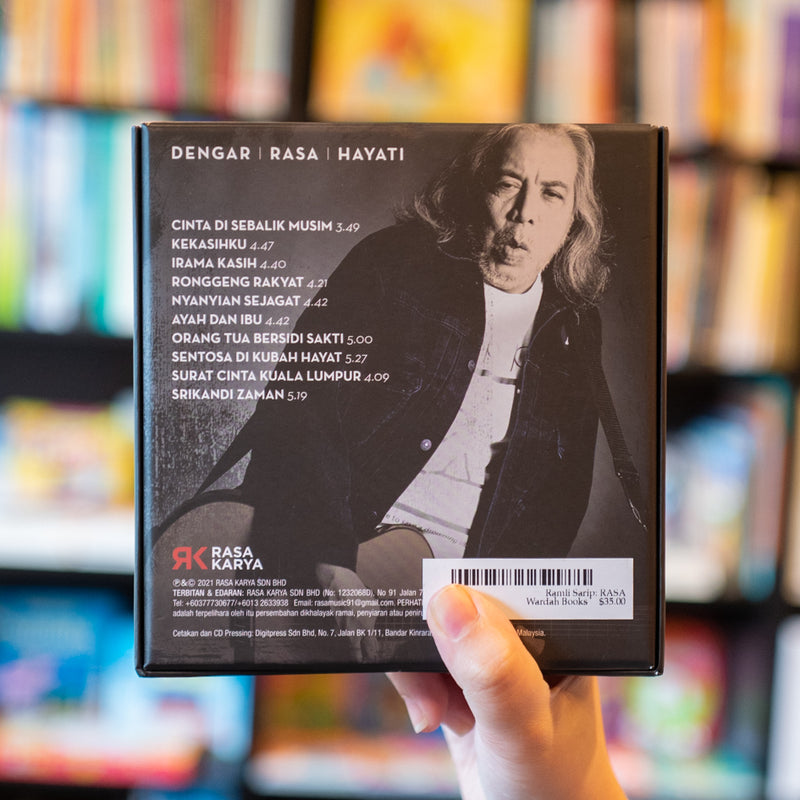 DENGAR | RASA | HAYATI
CINTA DI SEBALIK MUSIM 3.49
KEKASIHKU 4.47
IRAMA KASIH 4.40
RONGGENG RAKYAT 4.21
NYANYIAN SEJAGAT 4.42
AYAH DAN IBU 4.42
ORANG TUA BERSIDI SAKTI 5.00
SENTOSA DI KUBAH HAYAT 5.27
SURAT CINTA KUALA LUMPUR 4.09
SRIKANDI ZAMAN 5.19
RK RASA
KARYA
℗&© 2021 RASA KARYA SDN BHD
TERBITAN & EDARAN: RASA KARYA SDN BHD (No: 1232068D), No 91 Jalan
Tel: +60377730677/+6013 2633938 Email: rasamusic91@gmail.com.
adalah terpelihara oleh itu persembahan dikhalayak ramai, penyiaran atau
Cetakan dan CD Pressing: Digitpress Sdn Bhd, No. 7, Jalan BK 1/11, Bandar
Malaysia.
Ramli Sarip: RASA
Wardah Books $35.00